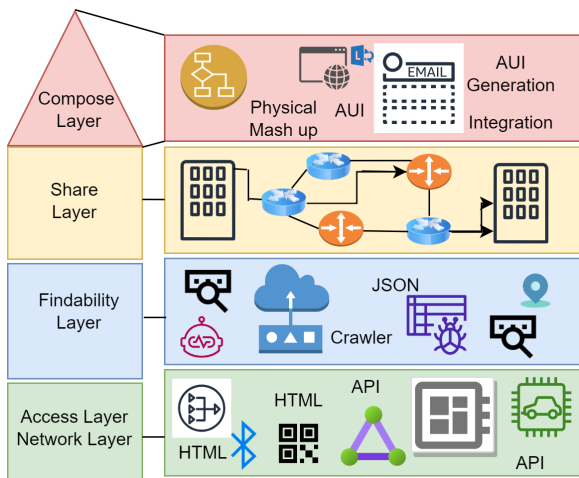 Compose
Layer
Physical
Mash up
AUI
L
EMAIL
AUI
Generation
Integration
Share
Layer
Findability
Layer
JSON
Crawler
Access Layer
Network Layer
HTML
HTML
API
API